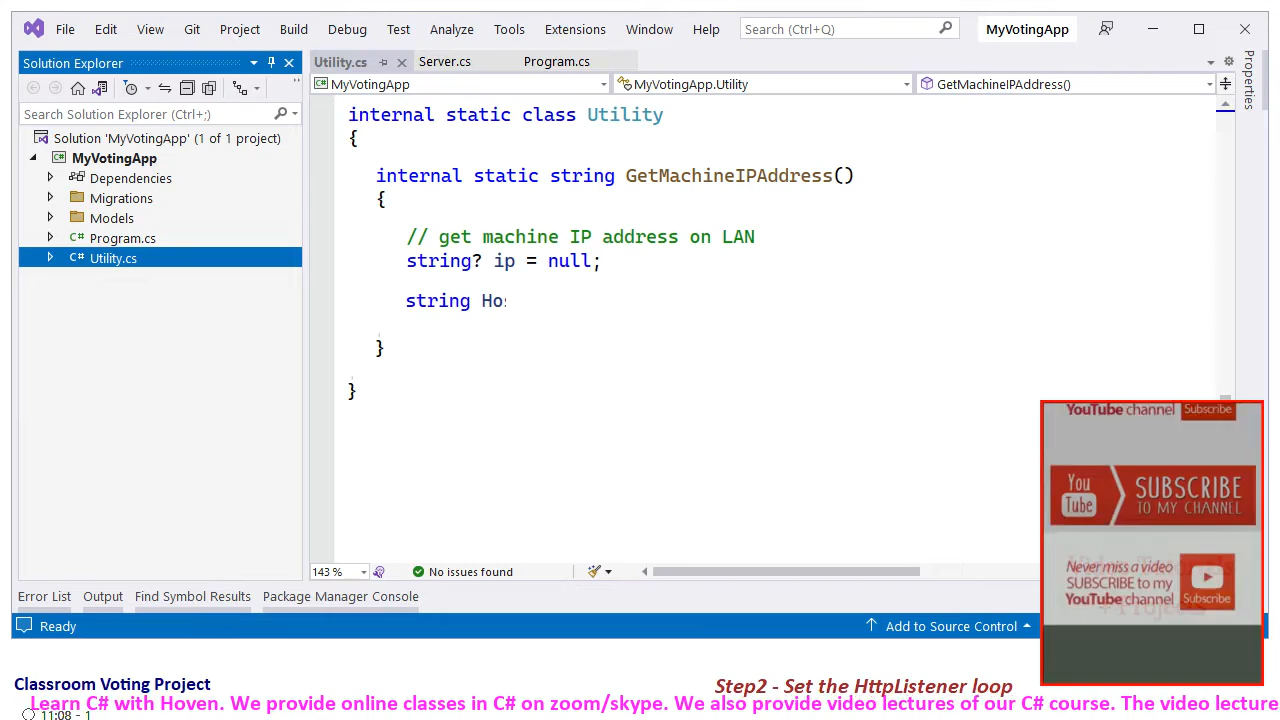 File Edit View Git Project Build Debug Test Analyze Tools Extensions Window Help Search (Ctrl+Q) MyVotingApp
Solution Explorer
Utility.cs Server.cs Program.cs
MyVotingApp MyVotingApp.Utility GetMachineIPAddress()
Properties
Search Solution Explorer (Ctrl+;)
Solution 'MyVotingApp' (1 of 1 project)
MyVotingApp
Dependencies
Migrations
Models
C# Program.cs
C# Utility.cs
internal static class Utility
{
internal static string GetMachineIPAddress()
{
// get machine IP address on LAN
string? ip = null;
string Hos
}
}
143 % No issues found
Error List Output Find Symbol Results Package Manager Console
Ready Add to Source Control
YouTube channel Subscribe
You Tube SUBSCRIBE
TO MY CHANNEL
Never miss a video
SUBSCRIBE to my
YouTube channel Subscribe
Classroom Voting Project
Step2 - Set the HttpListener loop
Learn C# with Hoven. We provide online classes in C# on zoom/skype. We also provide video lectures of our C# course. The video lecture
11:08 - 1